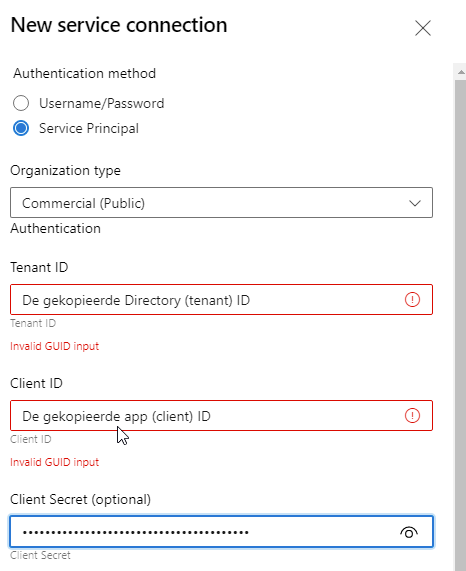 New service connection
Authentication method
Username/Password
Service Principal
Organization type
Commercial (Public)
Authentication
Tenant ID
De gekopieerde Directory (tenant) ID
Tenant ID
Invalid GUID input
Client ID
De gekopieerde app (client) ID
Client ID
Invalid GUID input
Client Secret (optional)
••••••••••••••••••••••••••••••••••••••••
Client Secret